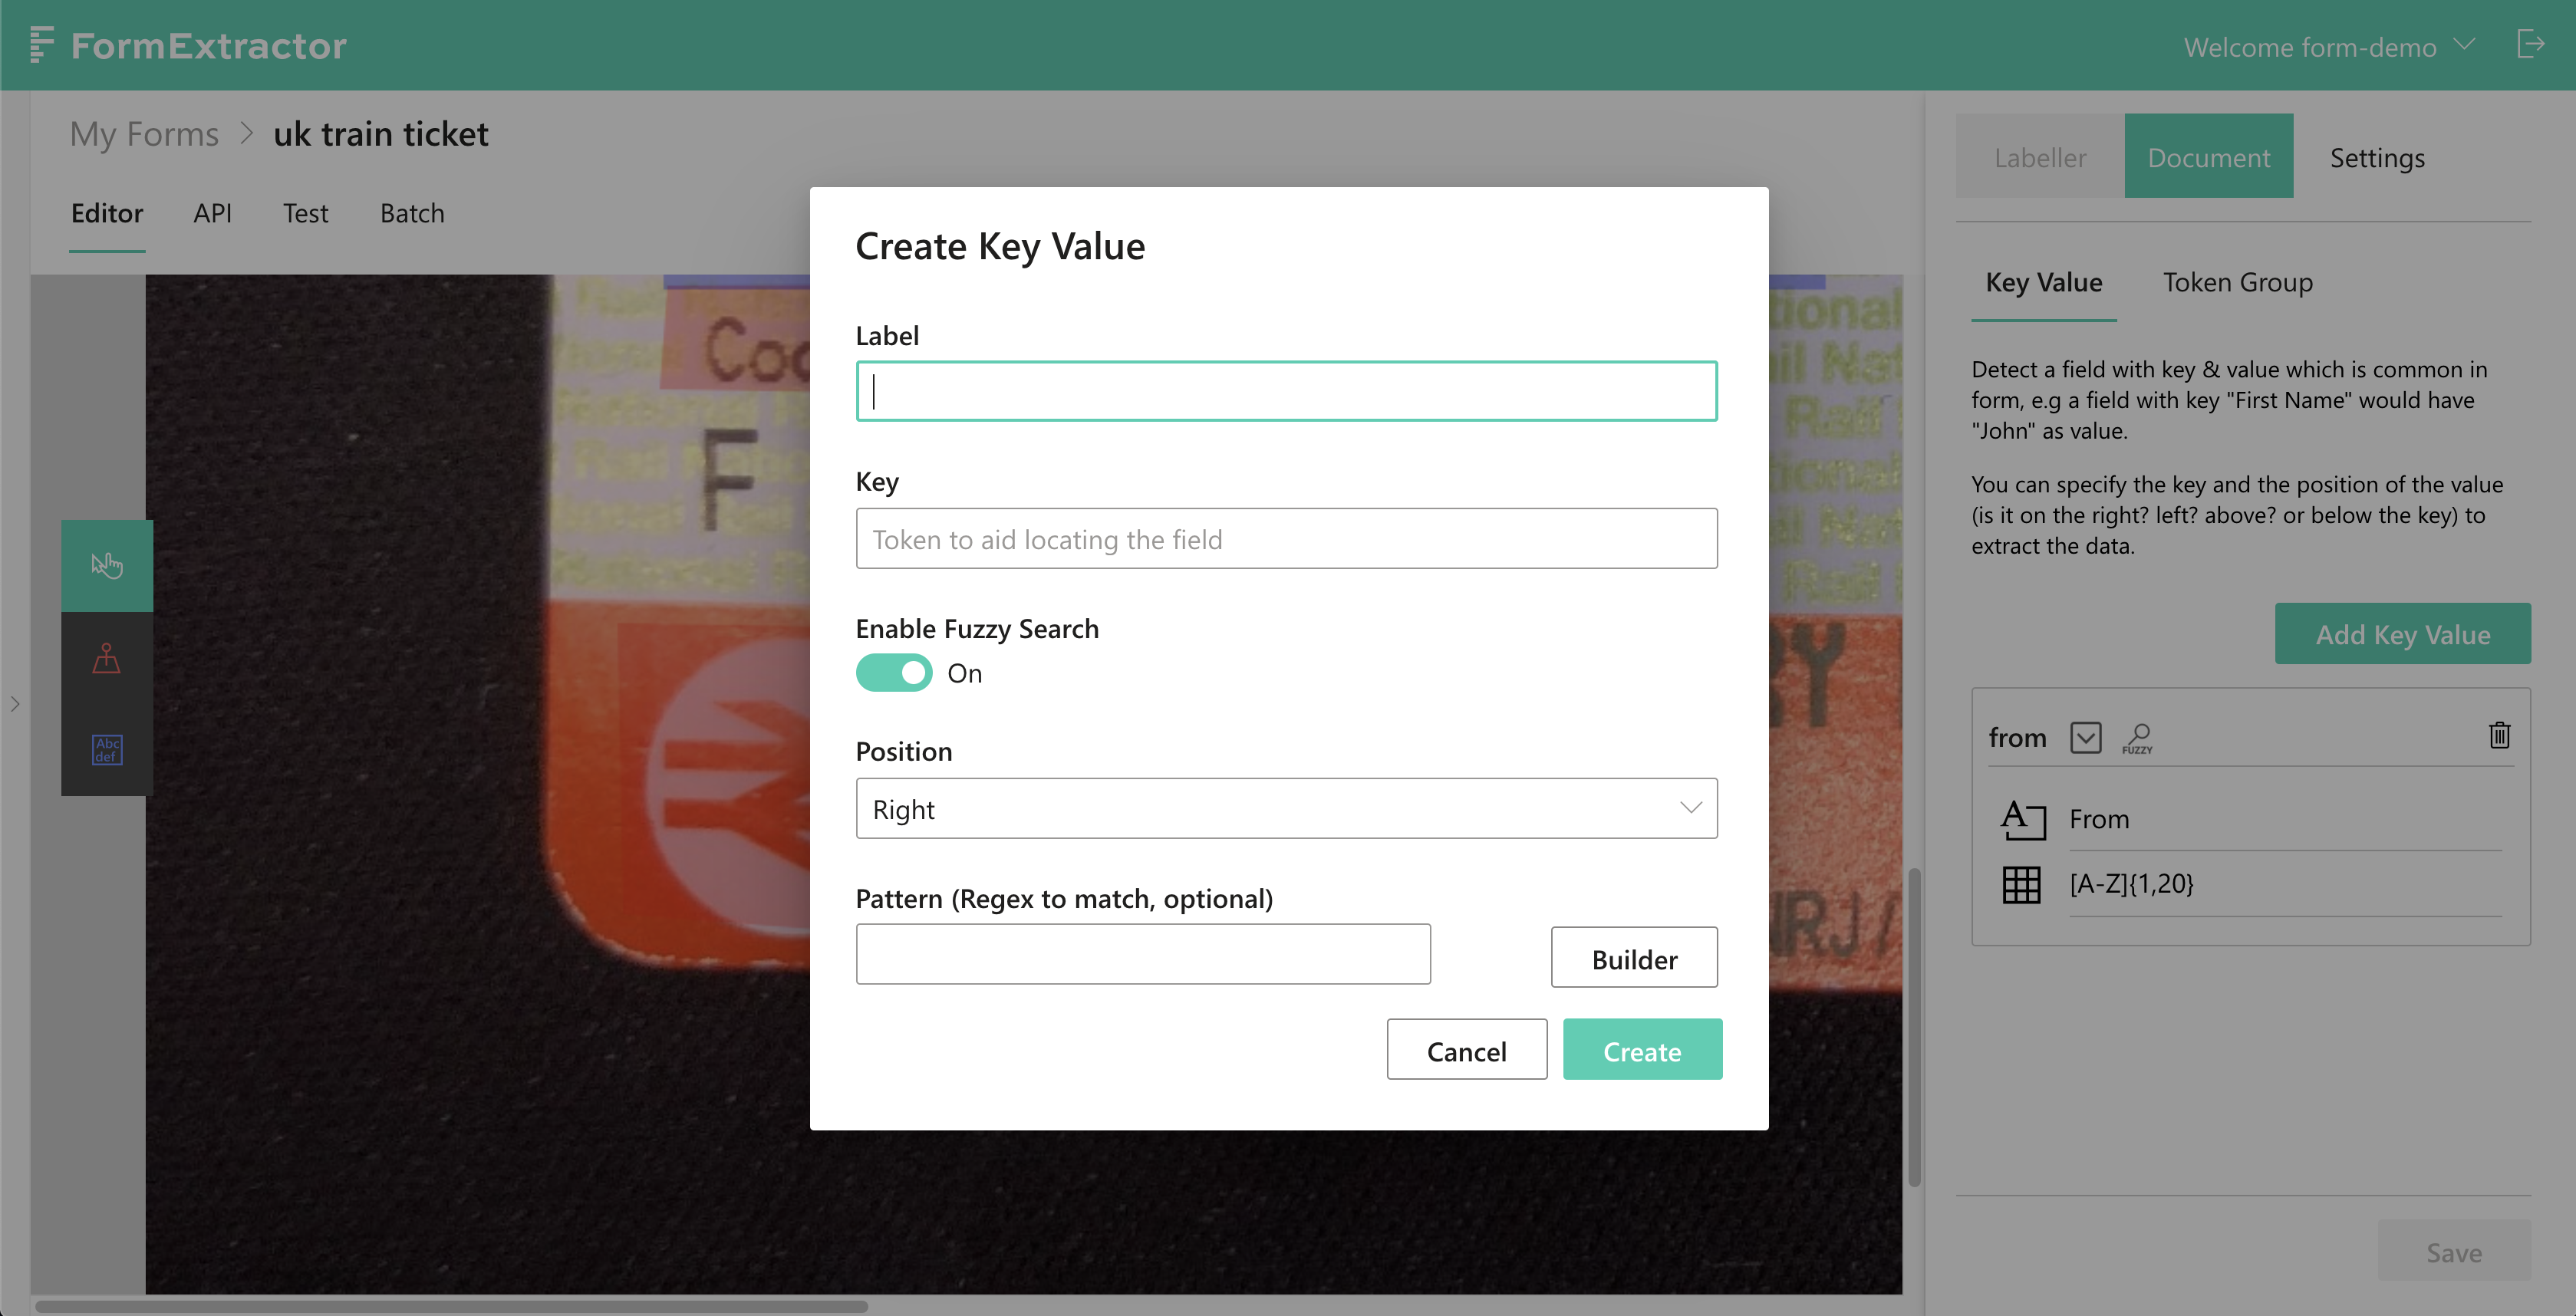 FormExtractor
Welcome form-demo
My Forms > uk train ticket
Editor API Test Batch
Labeller Document Settings
Key Value Token Group
Detect a field with key & value which is common in
form, e.g a field with key "First Name" would have
"John" as value.
You can specify the key and the position of the value
(is it on the right? left? above? or below the key) to
extract the data.
Add Key Value
from
FUZZY
From
[A-Z]{1,20}
Save
Create Key Value
Label
Key
Token to aid locating the field
Enable Fuzzy Search
On
Position
Right
Pattern (Regex to match, optional)
Builder
Cancel Create
Abc
def
F